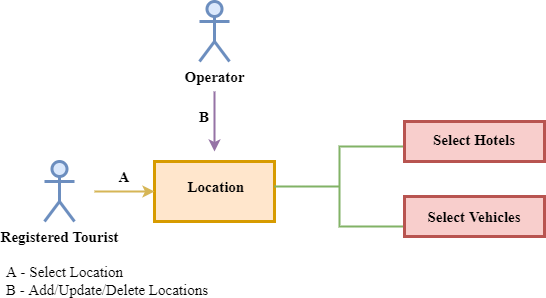 Operator
B
Select Hotels
A
Location
Select Vehicles
Registered Tourist
A - Select Location
B - Add/Update/Delete Locations